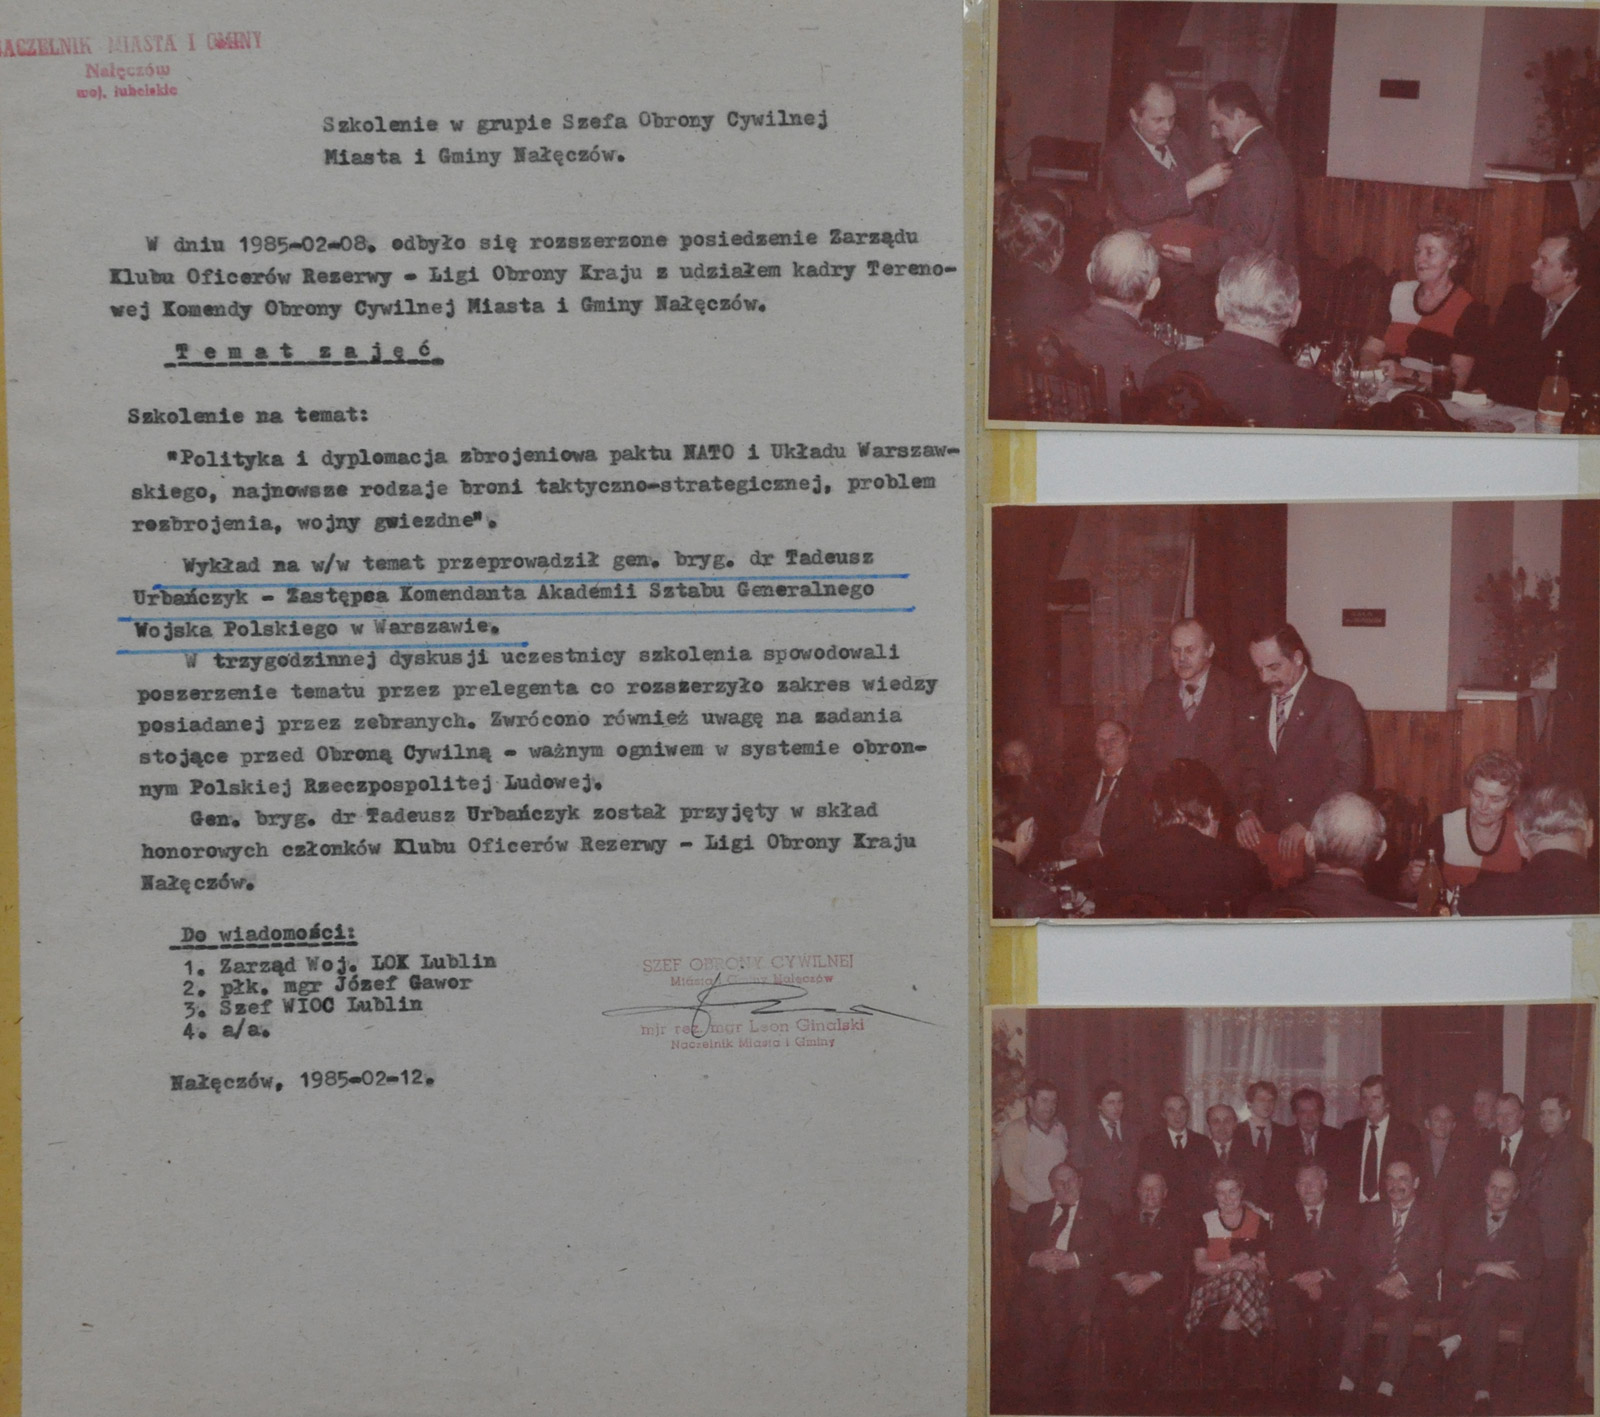 NACZELNIK MIASTA I GMINY
Nałęczów
woj. lubelskie
Szkolenie w grupie Szefa Obrony Cywilnej
Miasta i Gminy Nałęczów.
W dniu 1985-02-08. odbyło się rozszerzone posiedzenie Zarządu
Klubu Oficerów Rezerwy - Ligi Obrony Kraju z udziałem kadry Tereno-
wej Komendy Obrony Cywilnej Miasta i Gminy Nałęczów.
T e m a t  z a j ę ć
Szkolenie na temat:
"Polityka i dyplomacja zbrojeniowa paktu NATO i Układu Warszaw-
skiego, najnowsze rodzaje broni taktyczno-strategicznej, problem
rozbrojenia, wojny gwiezdne".
Wykład na w/w temat przeprowadził gen. bryg. dr Tadeusz
Urbańczyk - Zastępca Komendanta Akadémii Sztabu Generalnego
Wojska Polskiego w Warszawie.
W trzygodzinnej dyskusji uczestnicy szkolenia spowodowali
poszerzenie tematu przez prelegenta co rozszerzyło zakres wiedzy
posiadanej przez zebranych. Zwrócono również uwagę na zadania
stojące przed Obroną Cywilną - ważnym ogniwem w systemie obron-
nym Polskiej Rzeczpospolitej Ludowej.
Gen. bryg. dr Tadeusz Urbańczyk został przyjęty w skład
honorowych członków Klubu Oficerów Rezerwy - Ligi Obrony Kraju
Nałęczów.
Do wiadomości:
1. Zarząd Woj. LOK Lublin
2. płk. mgr Józef Gawor
3. Szef WIOC Lublin
4. a/a.
SZEF OBRONY CYWILNEJ
Miasta i Gminy Nałęczów
mjr rez. mgr Leon Ginalski
Naczelnik Miasta i Gminy
Nałęczów, 1985-02-12.